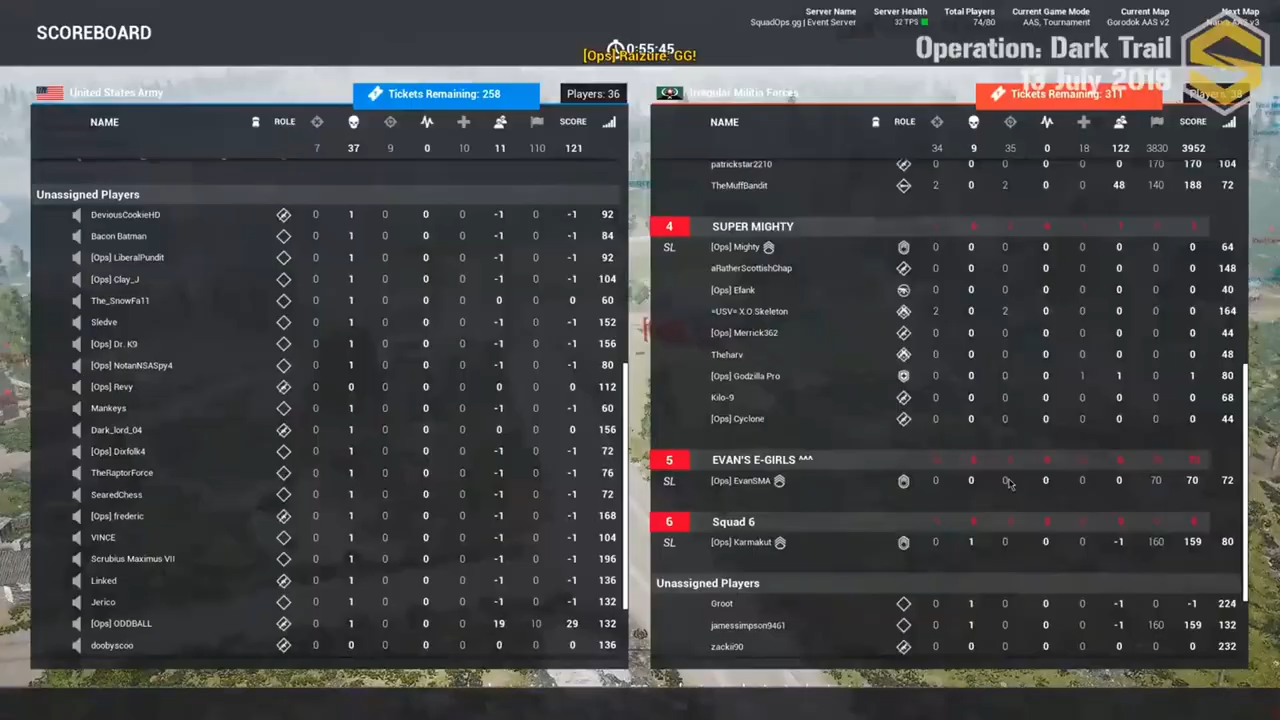 SCOREBOARD
Server Name
SquadOps.gg | Event Server
Server Health
32 TPS
Total Players
74/80
Current Game Mode
AAS, Tournament
Current Map
Gorodok AAS v2
Next Map
0:55:45
[Ops] Raizure: GG!
Operation: Dark Trail
13 July, 2019
United States Army
Tickets Remaining: 258
Players: 36
NAME ROLE SCORE
7 37 9 0 10 11 110 121
Unassigned Players
DeviousCookieHD 0 1 0 0 0 -1 0 -1 92
Bacon Batman 0 1 0 0 0 -1 0 -1 84
[Ops] LiberalPundit 0 1 0 0 0 -1 0 -1 92
[Ops] Clay_J 0 1 0 0 0 -1 0 -1 104
The_SnowFa11 0 1 0 0 0 0 0 0 60
Sledve 0 1 0 0 0 -1 0 -1 152
[Ops] Dr. K9 0 1 0 0 0 -1 0 -1 156
[Ops] NotanNSASpy4 0 1 0 0 0 -1 0 -1 80
[Ops] Revy 0 0 0 0 0 0 0 0 112
Mankeys 0 1 0 0 0 -1 0 -1 60
Dark_lord_04 0 1 0 0 0 0 0 0 156
[Ops] Dixfolk4 0 1 0 0 0 -1 0 -1 72
TheRaptorForce 0 1 0 0 0 -1 0 -1 76
SearedChess 0 1 0 0 0 -1 0 -1 72
[Ops] frederic 0 1 0 0 0 -1 0 -1 168
VINCE 0 1 0 0 0 -1 0 -1 104
Scrubius Maximus VII 0 1 0 0 0 -1 0 -1 196
Linked 0 1 0 0 0 -1 0 -1 136
Jerico 0 1 0 0 0 -1 0 -1 132
[Ops] ODDBALL 0 1 0 0 0 19 10 29 132
doobyscoo 0 0 0 0 0 0 0 0 136
Irregular Militia Forces
Tickets Remaining: 311
Players: 38
NAME ROLE SCORE
34 9 35 0 18 122 3830 3952
patrickstar2210 0 0 0 0 0 0 170 170 104
TheMuffBandit 2 0 2 0 0 48 140 188 72
4 SUPER MIGHTY
SL [Ops] Mighty 0 0 0 0 0 0 0 0 64
aRatherScottishChap 0 0 0 0 0 0 0 0 148
[Ops] Efank 0 0 0 0 0 0 0 0 40
=USV= X.O Skeleton 2 0 2 0 0 0 0 0 164
[Ops] Merrick362 0 0 0 0 0 0 0 0 44
Theharv 0 0 0 0 0 0 0 0 48
[Ops] Godzilla Pro 0 0 0 0 1 1 0 1 80
Kilo-9 0 0 0 0 0 0 0 0 68
[Ops] Cyclone 0 0 0 0 0 0 0 0 44
5 EVAN'S E-GIRLS ^^^
SL [Ops] EvanSMA 0 0 0 0 0 0 70 70 72
6 Squad 6
SL [Ops] Karmakut 0 1 0 0 0 -1 160 159 80
Unassigned Players
Groot 0 1 0 0 0 -1 0 -1 224
jamessimpson9461 0 1 0 0 0 -1 160 159 132
zackii90 0 0 0 0 0 0 0 0 232